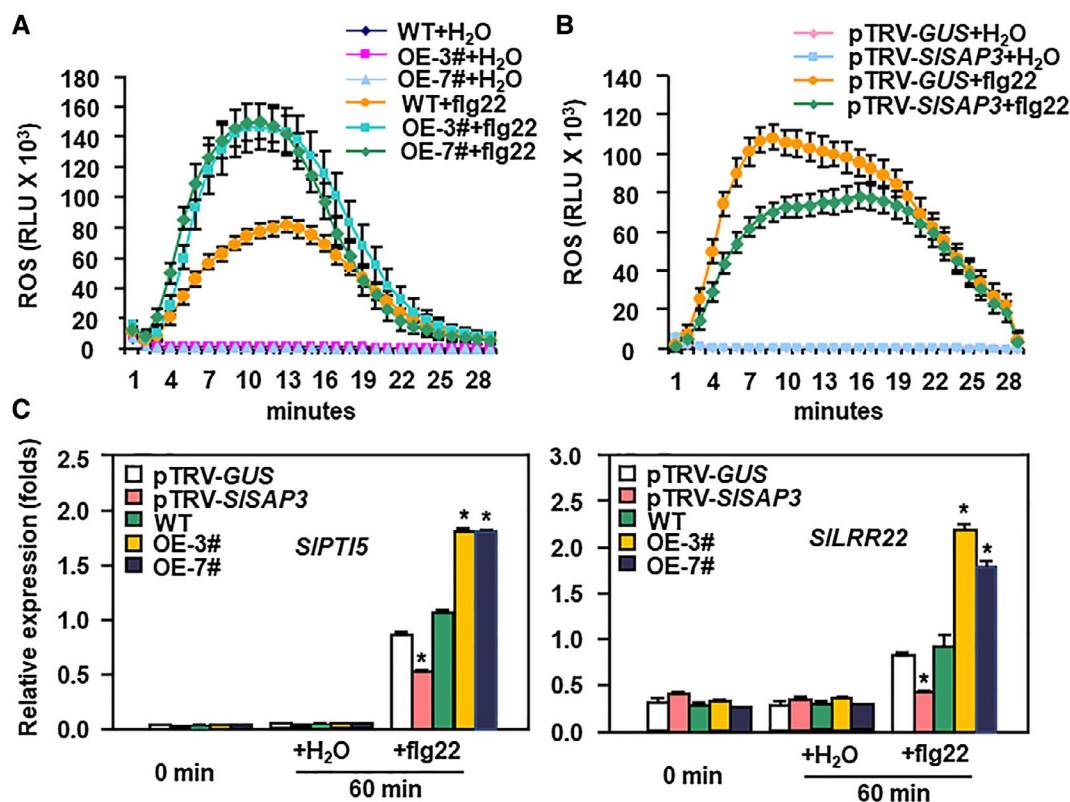 A
WT+H₂O
OE-3#+H₂O
OE-7#+H₂O
WT+flg22
OE-3#+flg22
OE-7#+flg22
ROS (RLU X 10³)
180
160
140
120
100
80
60
40
20
0
1 4 7 10 13 16 19 22 25 28
minutes
B
pTRV-GUS+H₂O
pTRV-SlSAP3+H₂O
pTRV-GUS+flg22
pTRV-SlSAP3+flg22
ROS (RLU X 10³)
140
120
100
80
60
40
20
0
1 4 7 10 13 16 19 22 25 28
minutes
C
Relative expression (folds)
2.5
2.0
1.5
1.0
0.5
0.0
pTRV-GUS
pTRV-SlSAP3
WT
OE-3#
OE-7#
SlPTI5
* * *
0 min
+H₂O
+flg22
60 min
3.0
2.5
2.0
1.5
1.0
0.5
0.0
pTRV-GUS
pTRV-SlSAP3
WT
OE-3#
OE-7#
SlLRR22
* * *
0 min
+H₂O
+flg22
60 min